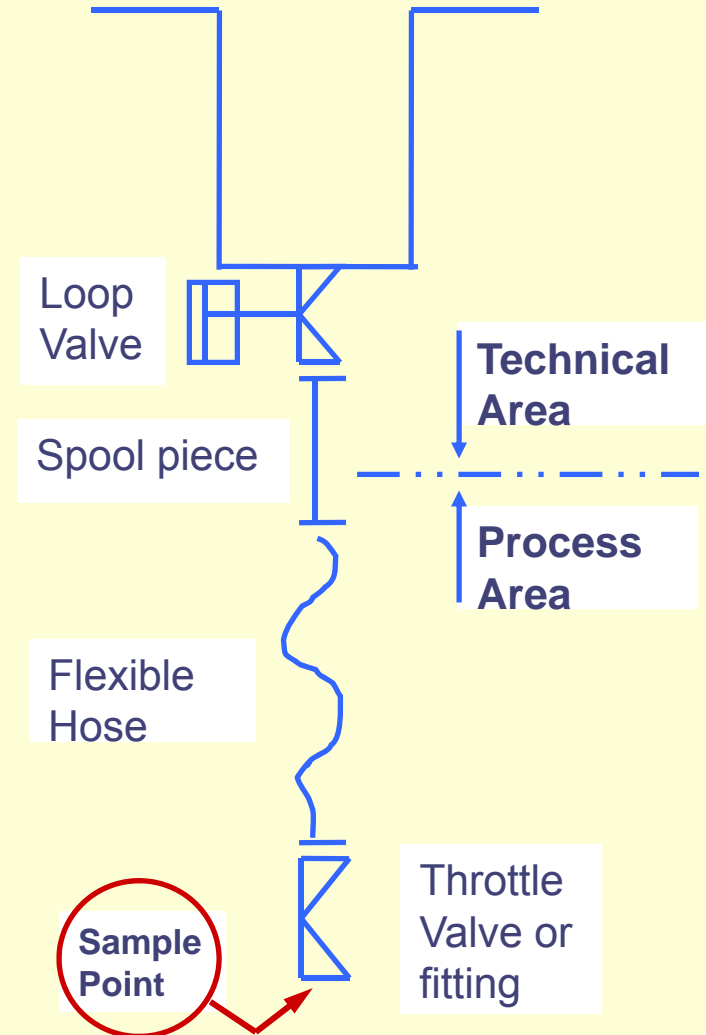 Loop
Valve
Technical
Area
Spool piece
Process
Area
Flexible
Hose
Throttle
Valve or
fitting
Sample
Point